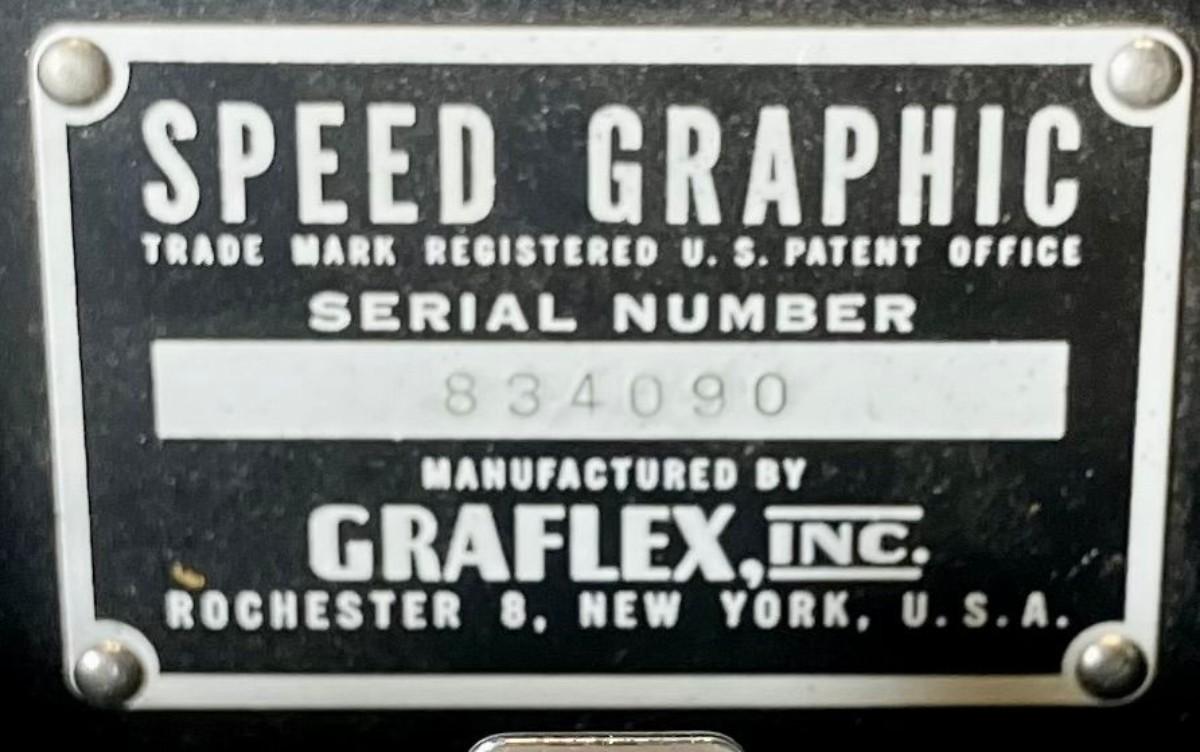 SPEED GRAPHIC
TRADE MARK REGISTERED U.S. PATENT OFFICE
SERIAL NUMBER
834090
MANUFACTURED BY
GRAFLEX, INC.
ROCHESTER 8, NEW YORK, U.S.A.